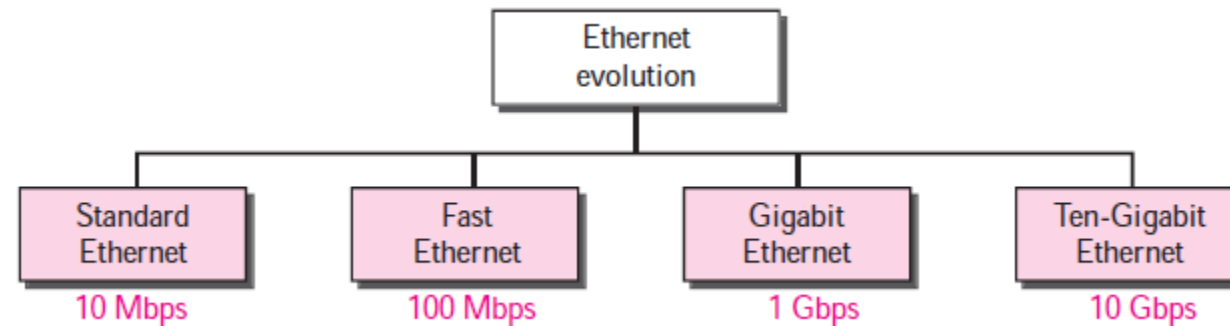 Ethernet
evolution
Standard
Ethernet
10 Mbps
Fast
Ethernet
100 Mbps
Gigabit
Ethernet
1 Gbps
Ten-Gigabit
Ethernet
10 Gbps